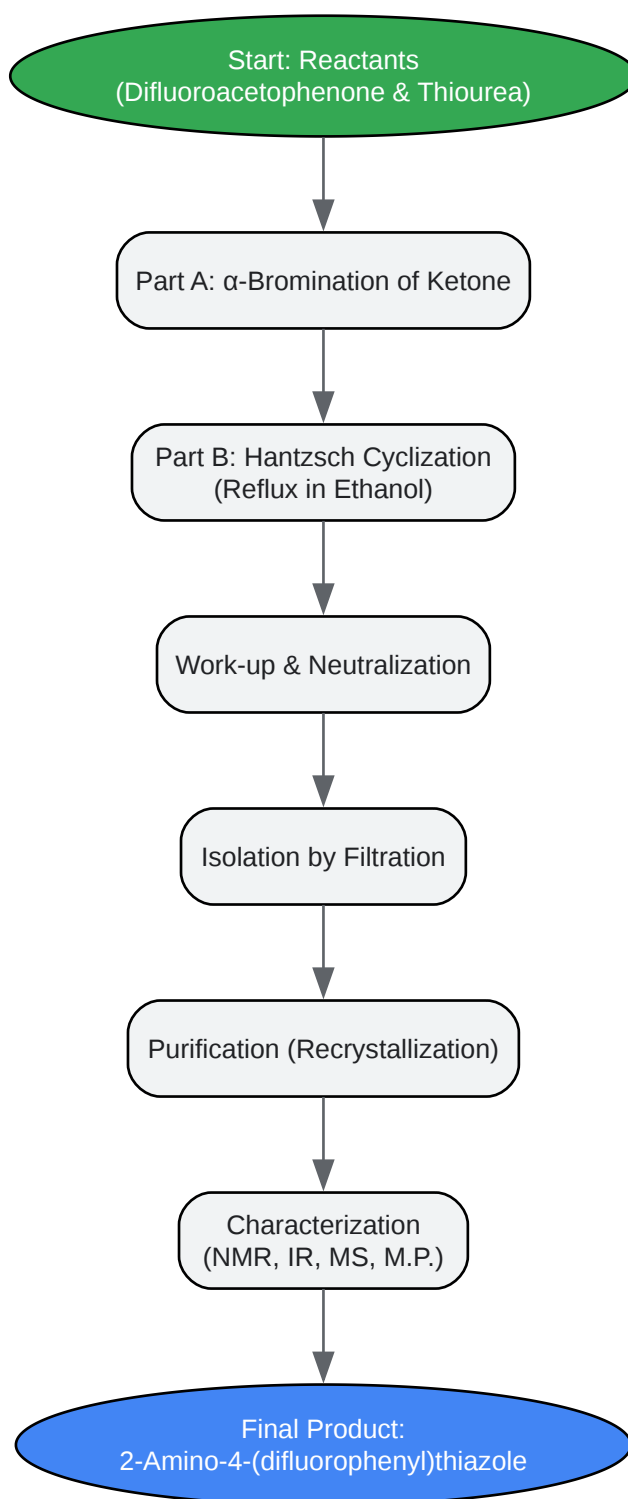 Start: Reactants
(Difluoroacetophenone & Thiourea)
Part A: α-Bromination of Ketone
Part B: Hantzsch Cyclization
(Reflux in Ethanol)
Work-up & Neutralization
Isolation by Filtration
Purification (Recrystallization)
Characterization
(NMR, IR, MS, M.P.)
Final Product:
2-Amino-4-(difluorophenyl)thiazole